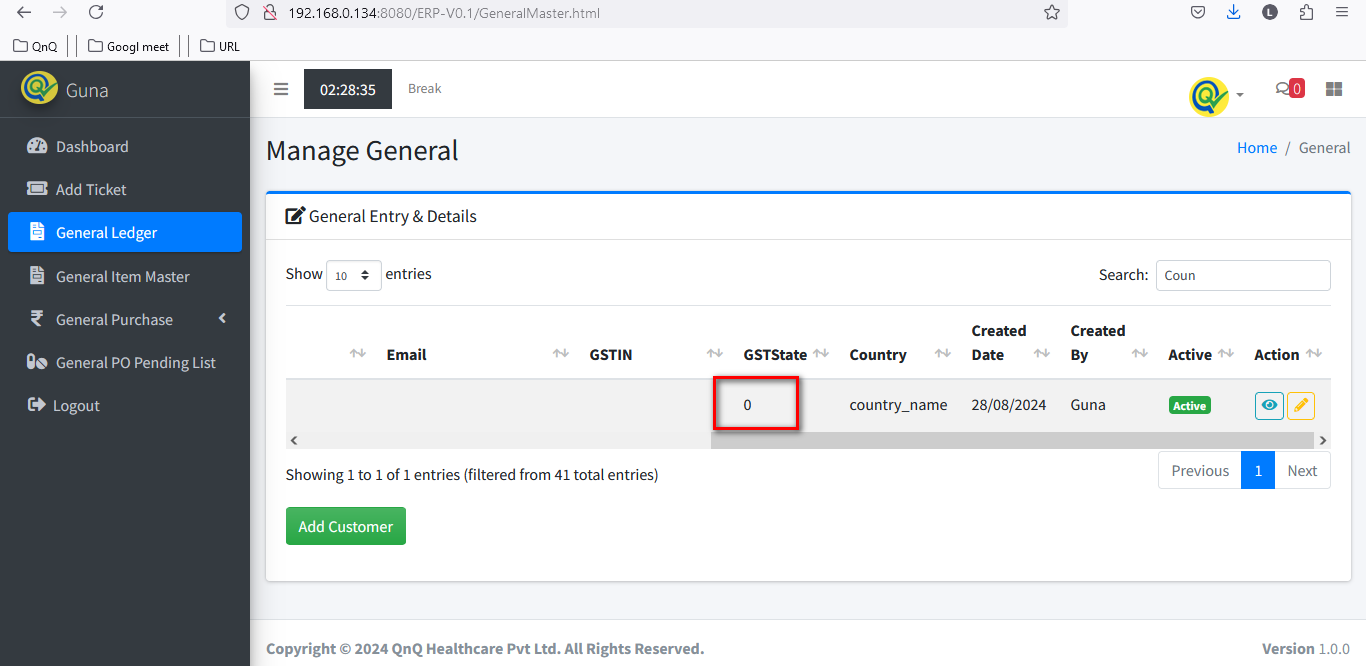 192.168.0.134:8080/ERP-V0.1/GeneralMaster.html
L
QnQ
Googl meet
URL
Guna
02:28:35
Break
0
Dashboard
Add Ticket
General Ledger
General Item Master
General Purchase
General PO Pending List
Logout
Manage General
Home / General
General Entry & Details
Show 10 entries
Search: Coun
Email GSTIN GSTState Country Created Date Created By Active Action
0 country_name 28/08/2024 Guna Active
Showing 1 to 1 of 1 entries (filtered from 41 total entries)
Previous 1 Next
Add Customer
Copyright © 2024 QnQ Healthcare Pvt Ltd. All Rights Reserved.
Version 1.0.0